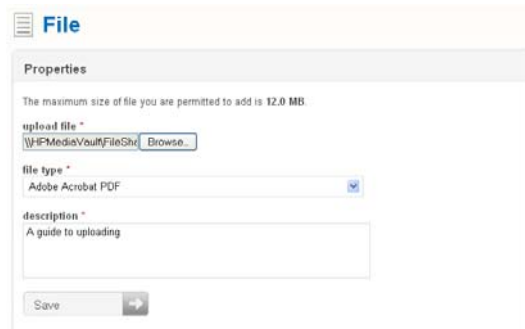 File
Properties
The maximum size of file you are permitted to add is 12.0 MB.
upload file *
\\HPMediaVault\FileSha Browse...
file type *
Adobe Acrobat PDF
description *
A guide to uploading
Save